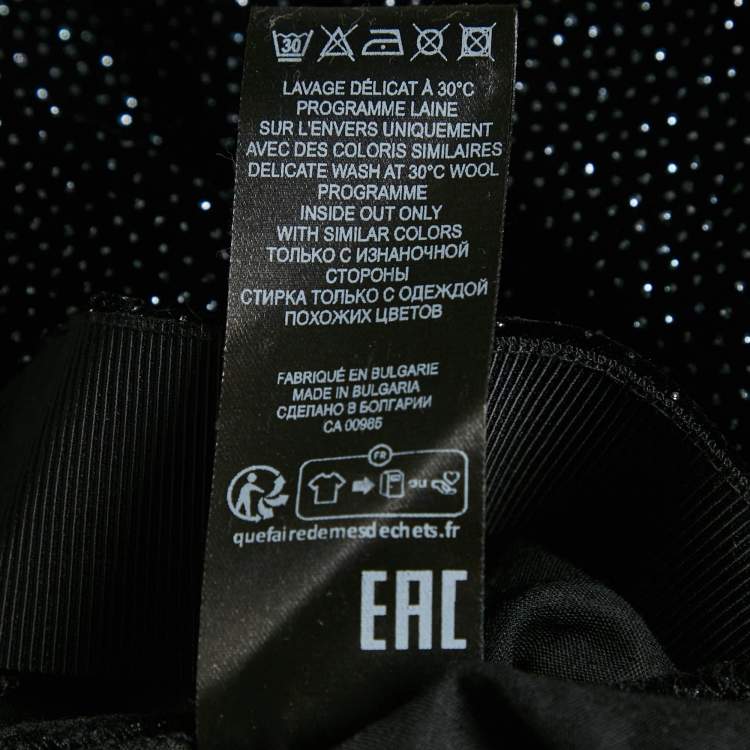 30
LAVAGE DÉLICAT À 30°C
PROGRAMME LAINE
SUR L'ENVERS UNIQUEMENT
AVEC DES COLORIS SIMILAIRES
DELICATE WASH AT 30°C WOOL
PROGRAMME
INSIDE OUT ONLY
WITH SIMILAR COLORS
ТОЛЬКО С ИЗНАНОЧНОЙ
СТОРОНЫ
СТИРКА ТОЛЬКО С ОДЕЖДОЙ
ПОХОЖИХ ЦВЕТОВ
FABRIQUÉ EN BULGARIE
MADE IN BULGARIA
СДЕЛАНО В БОЛГАРИИ
CA 00985
FR
OU
quefairedemesdechets.fr
EAC